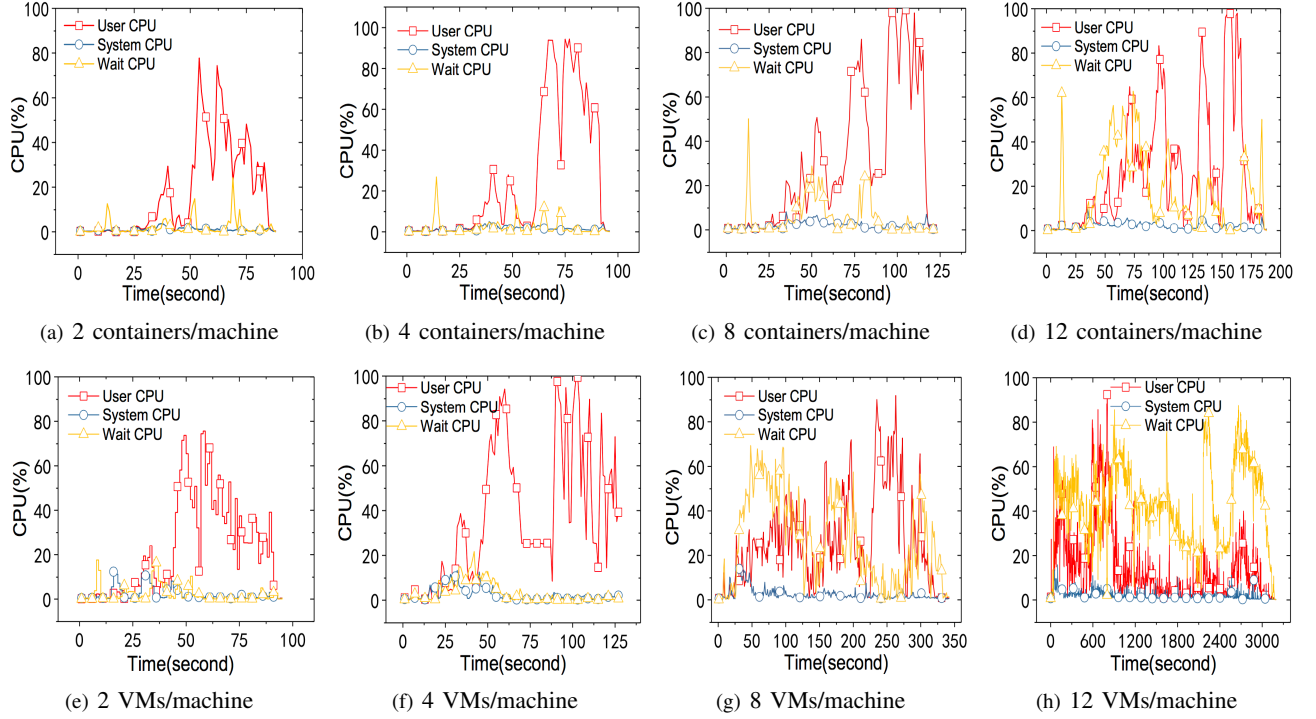 100
80
60
40
20
0
CPU(%)
User CPU
System CPU
Wait CPU
0 25 50 75 100
Time(second)
(a) 2 containers/machine
100
80
60
40
20
0
CPU(%)
User CPU
System CPU
Wait CPU
0 25 50 75 100
Time(second)
(b) 4 containers/machine
100
80
60
40
20
0
CPU(%)
User CPU
System CPU
Wait CPU
0 25 50 75 100 125
Time(second)
(c) 8 containers/machine
100
80
60
40
20
0
CPU(%)
User CPU
System CPU
Wait CPU
0 25 50 75 100 125 150 175 200
Time(second)
(d) 12 containers/machine
100
80
60
40
20
0
CPU(%)
User CPU
System CPU
Wait CPU
0 25 50 75 100
Time(second)
(e) 2 VMs/machine
100
80
60
40
20
0
CPU(%)
User CPU
System CPU
Wait CPU
0 25 50 75 100 125
Time(second)
(f) 4 VMs/machine
100
80
60
40
20
0
CPU(%)
User CPU
System CPU
Wait CPU
0 50 100 150 200 250 300 350
Time(second)
(g) 8 VMs/machine
100
80
60
40
20
0
CPU(%)
User CPU
System CPU
Wait CPU
0 600 1200 1800 2400 3000
Time(second)
(h) 12 VMs/machine